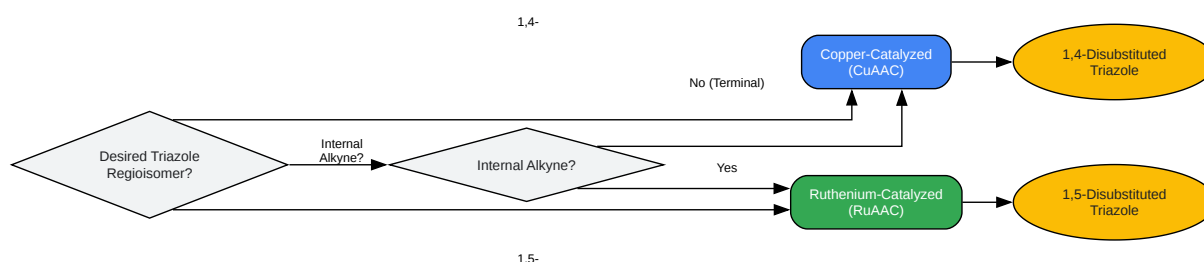 1,4-
Copper-Catalyzed
(CuAAC)
1,4-Disubstituted
Triazole
No (Terminal)
Desired Triazole
Regioisomer?
Internal
Alkyne?
Internal Alkyne?
Yes
Ruthenium-Catalyzed
(RuAAC)
1,5-Disubstituted
Triazole
1,5-